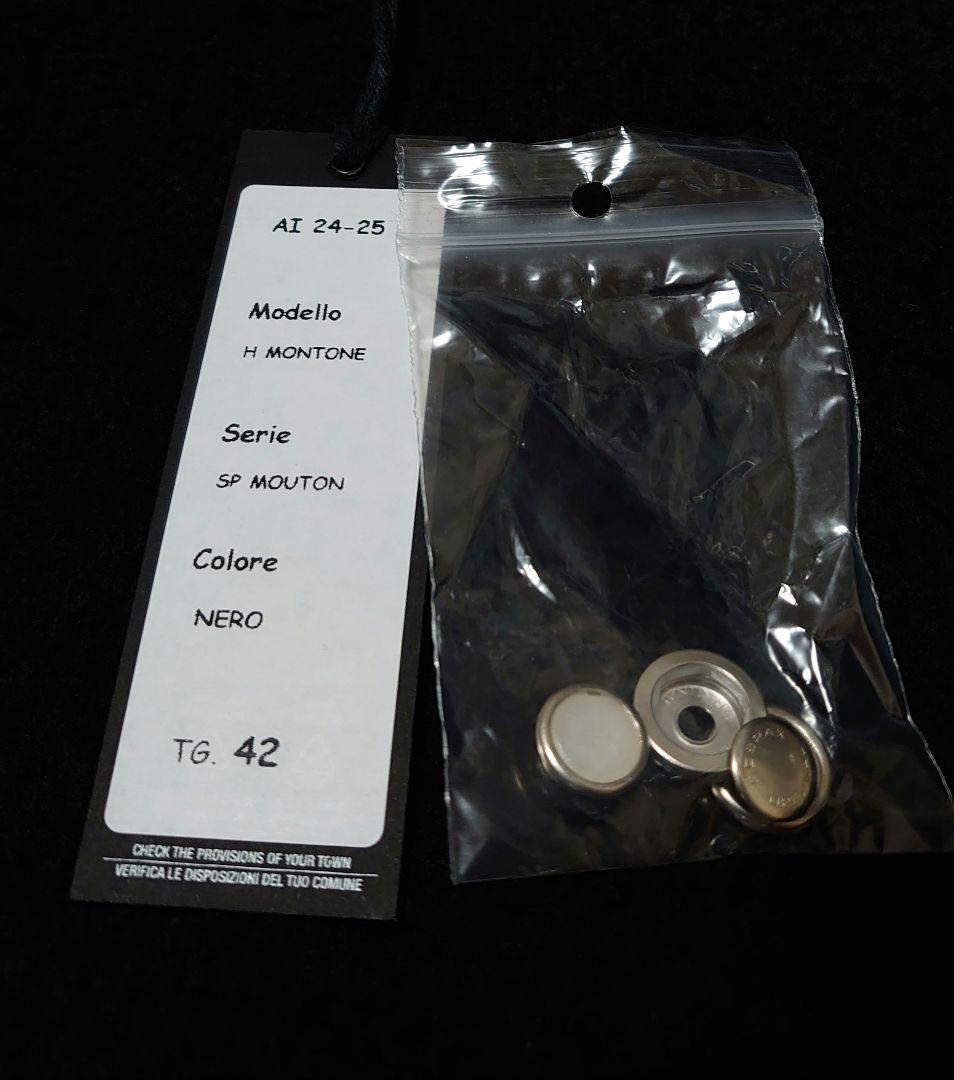 AI 24-25
Modello
H MONTONE
Serie
SP MOUTON
Colore
NERO
TG. 42
CHECK THE PROVISIONS OF YOUR TOWN
VERIFICA LE DISPOSIZIONI DEL TUO COMUNE